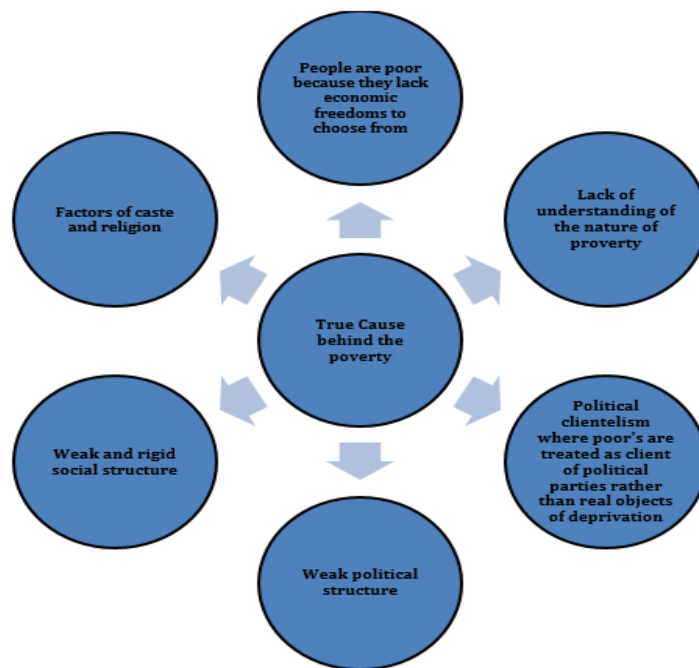 People are poor
because they lack
economic
freedoms to
choose from
Factors of caste
and religion
Lack of
understanding of
the nature of
proverty
True Cause
behind the
poverty
Weak and rigid
social structure
Political
clientelism
where poor's are
treated as client
of political
parties rather
than real objects
of deprivation
Weak political
structure